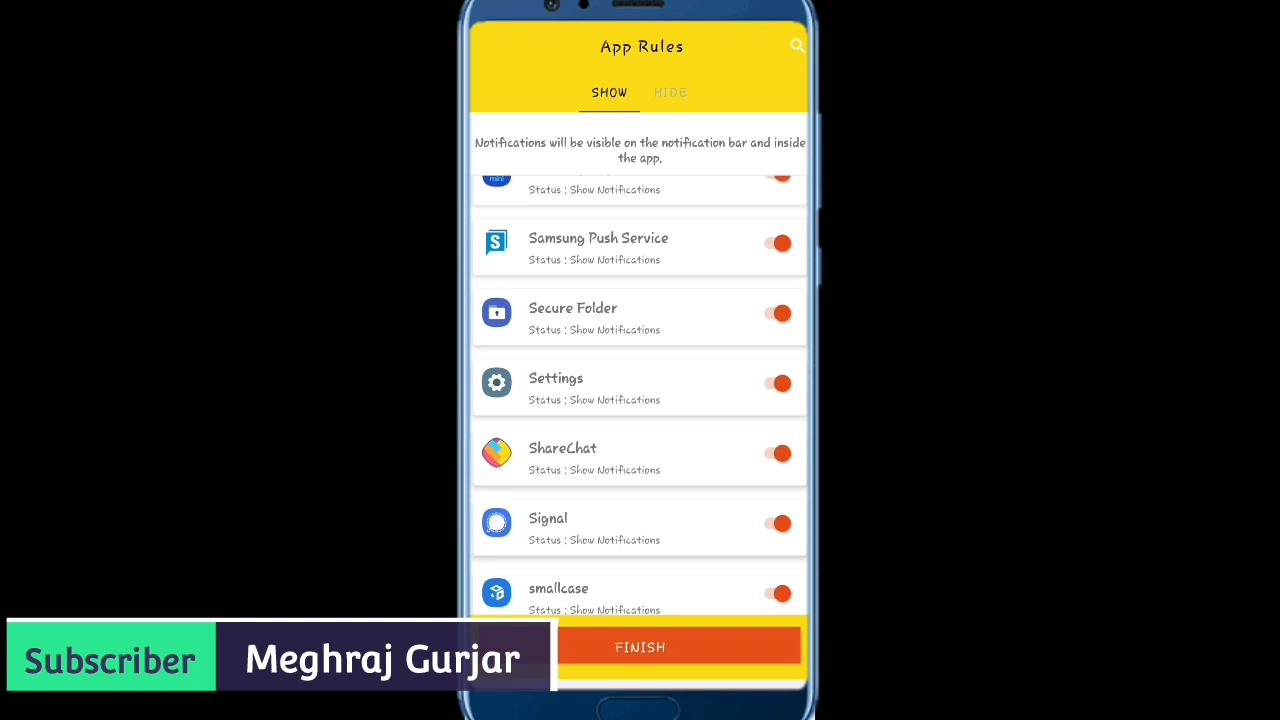 App Rules
SHOW HIDE
Notifications will be visible on the notification bar and inside
the app.
mini
Status : Show Notifications
S
Samsung Push Service
Status : Show Notifications
Secure Folder
Status : Show Notifications
Settings
Status : Show Notifications
ShareChat
Status : Show Notifications
Signal
Status : Show Notifications
smallcase
Status : Show Notifications
FINISH
Subscriber Meghraj Gurjar